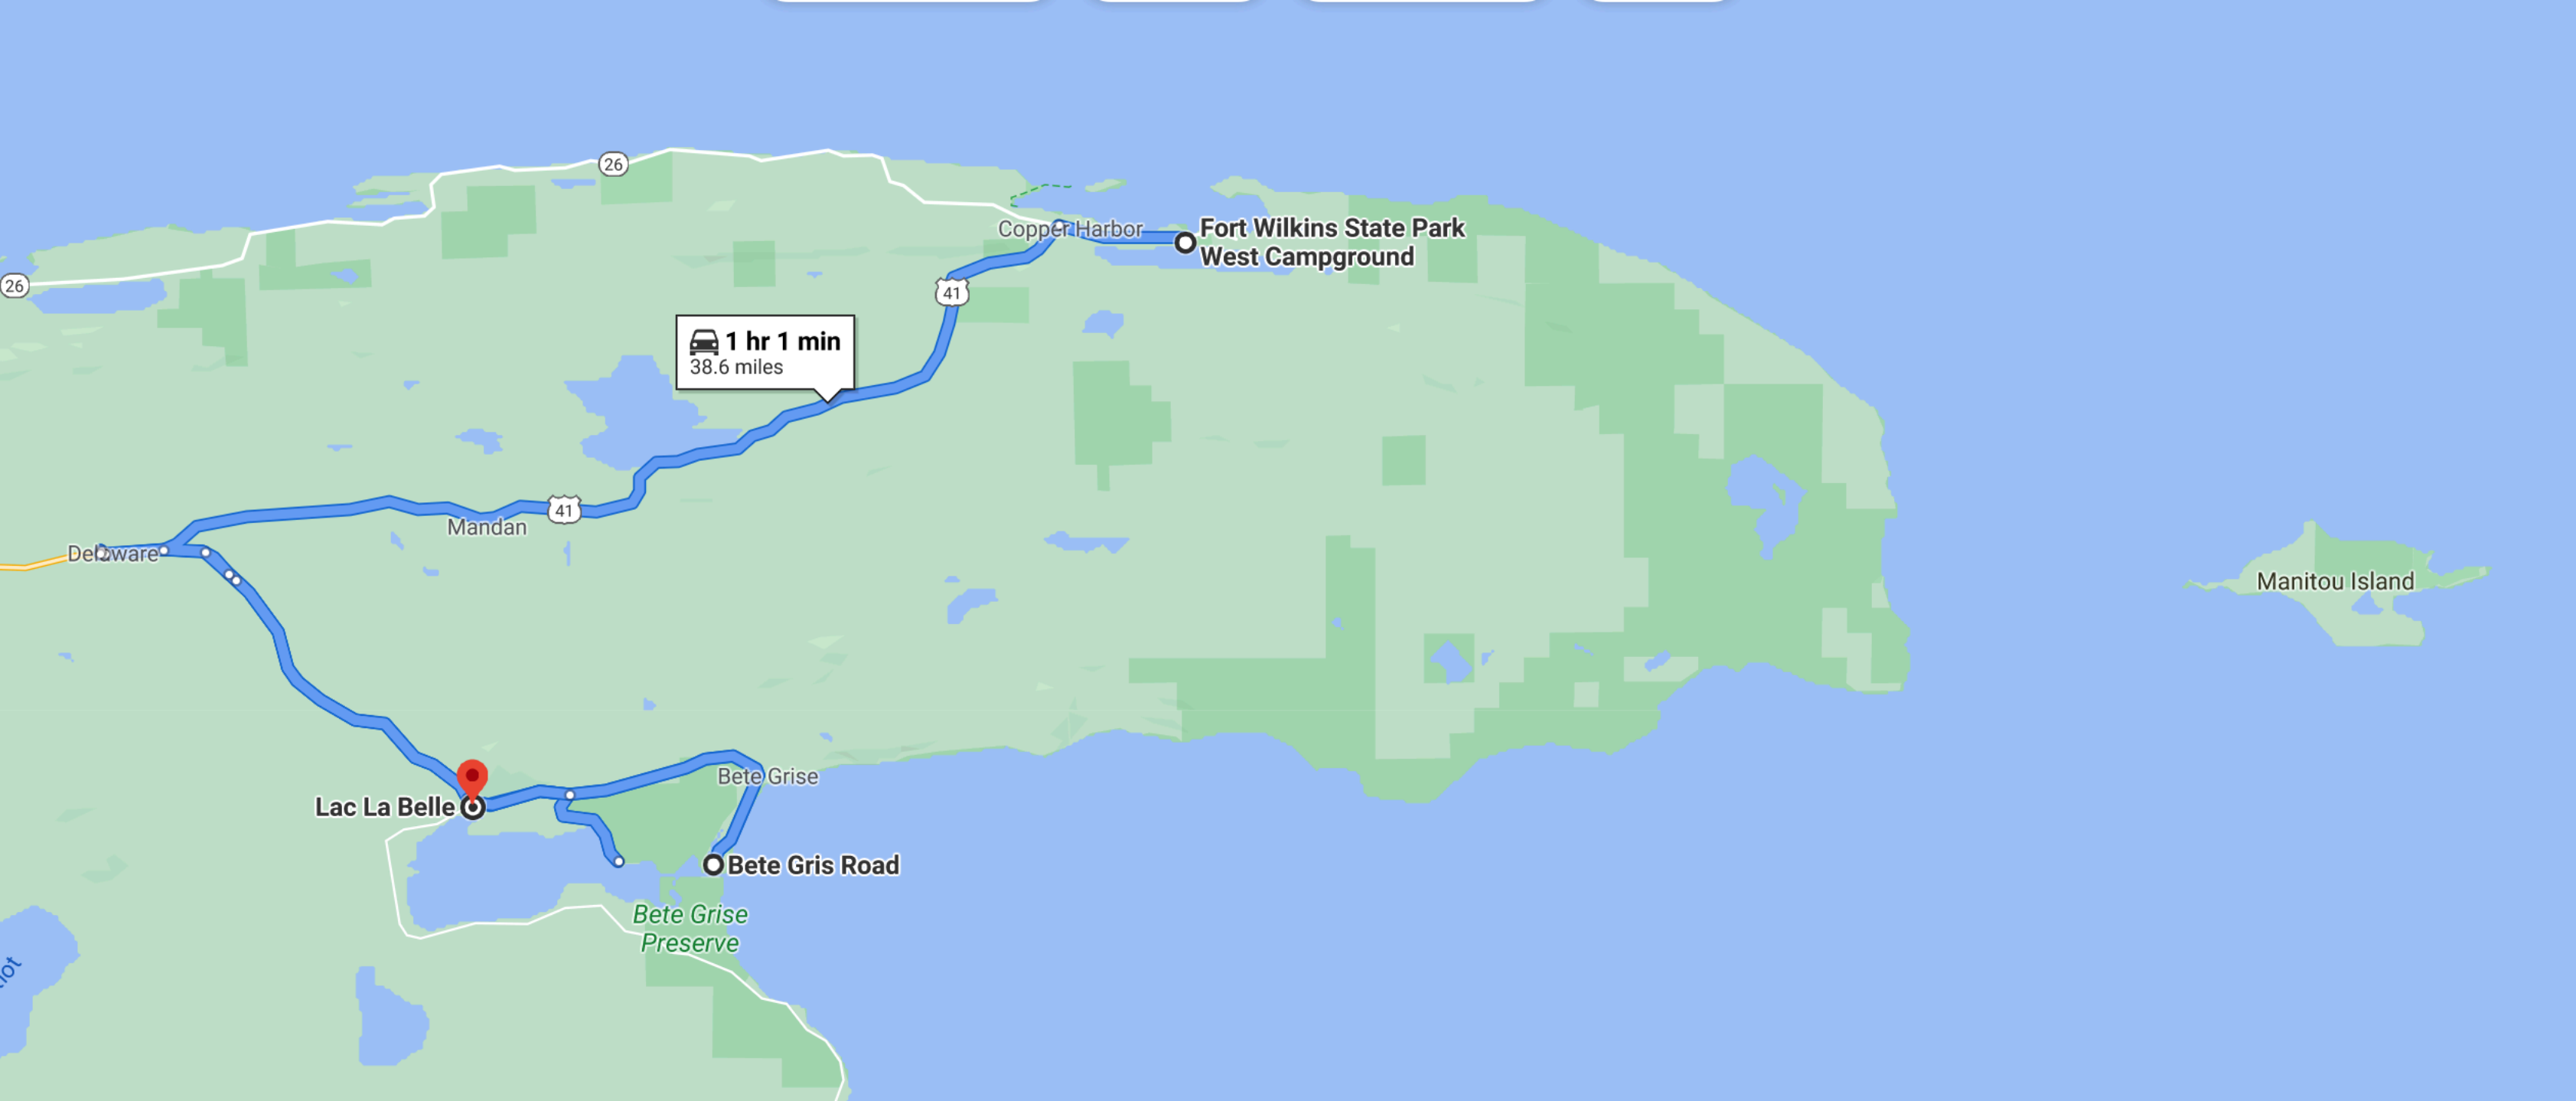 26
26
Copper Harbor
Fort Wilkins State Park
West Campground
41
1 hr 1 min
38.6 miles
41
Mandan
Delaware
Manitou Island
Bete Grise
Lac La Belle
Bete Gris Road
Bete Grise
Preserve